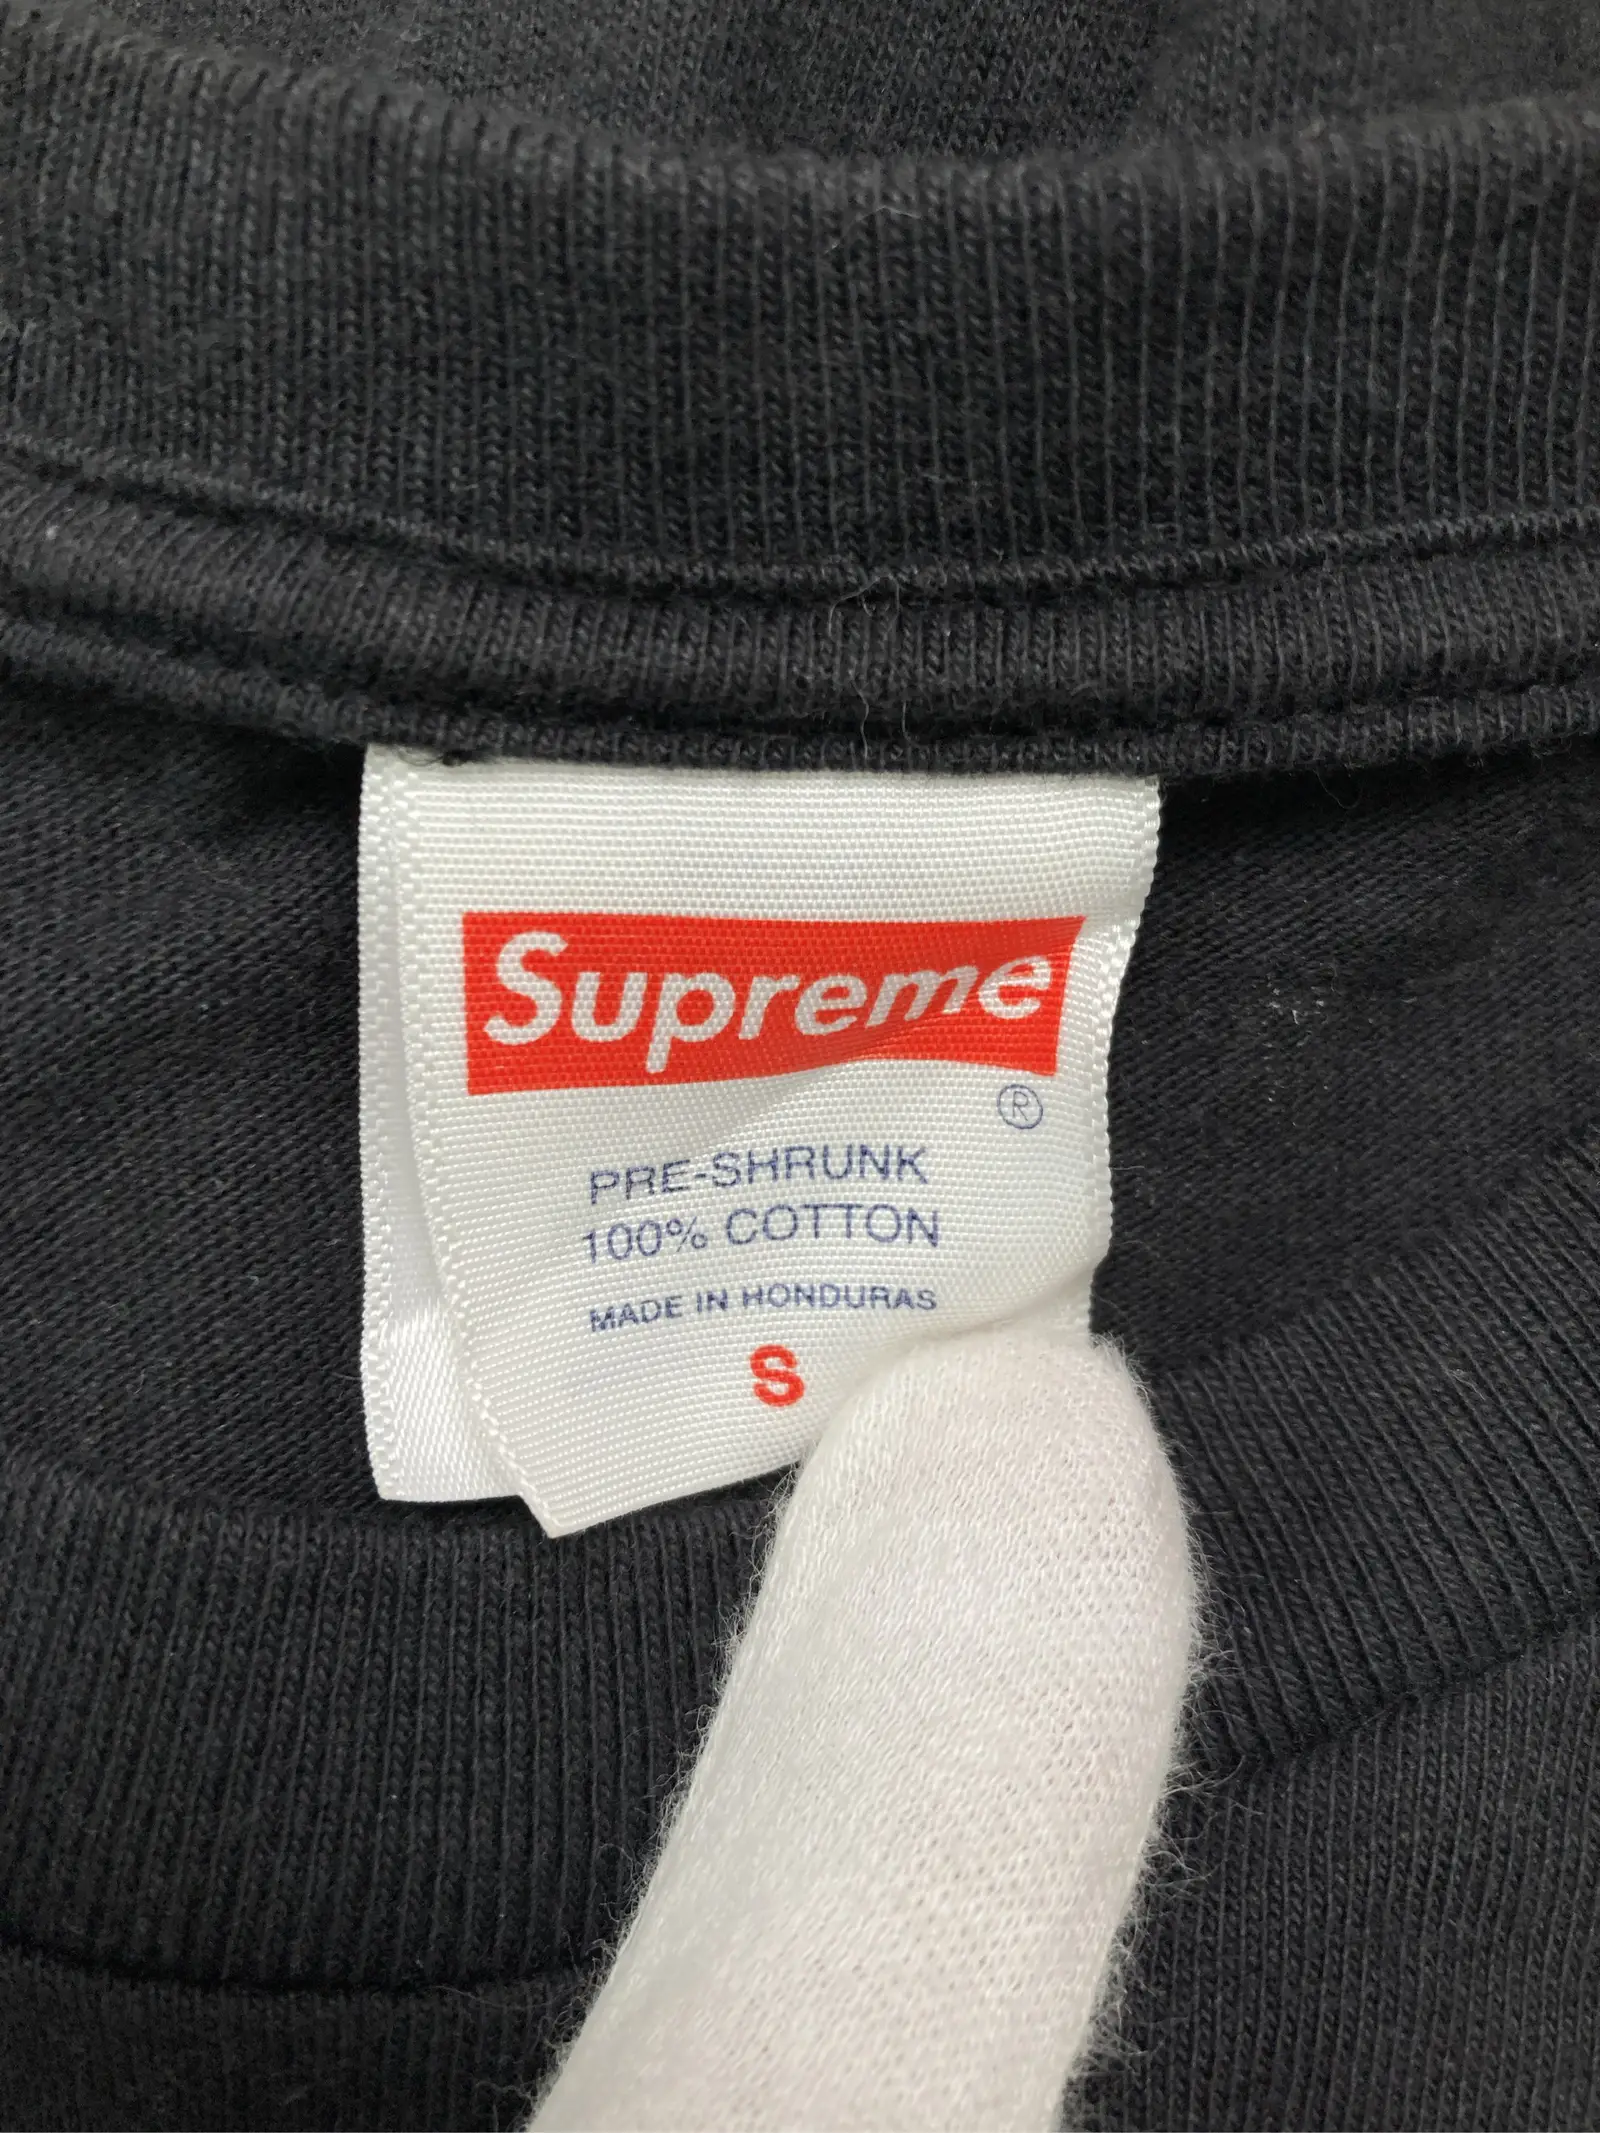 Supreme
®
PRE-SHRUNK
100% COTTON
MADE IN HONDURAS
S